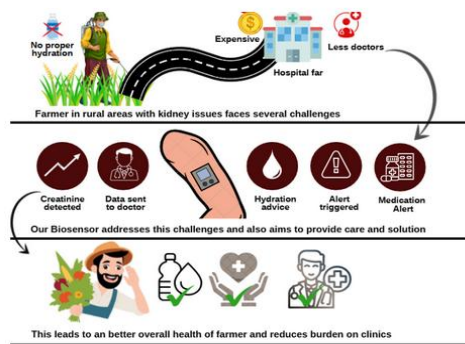 No proper
hydration
Expensive
Less doctors
Hospital far
Farmer in rural areas with kidney issues faces several challenges
Creatinine
detected
Data sent
to doctor
Hydration
advice
Alert
triggered
Medication
Alert
Our Biosensor addresses this challenges and also aims to provide care and solution
This leads to an better overall health of farmer and reduces burden on clinics